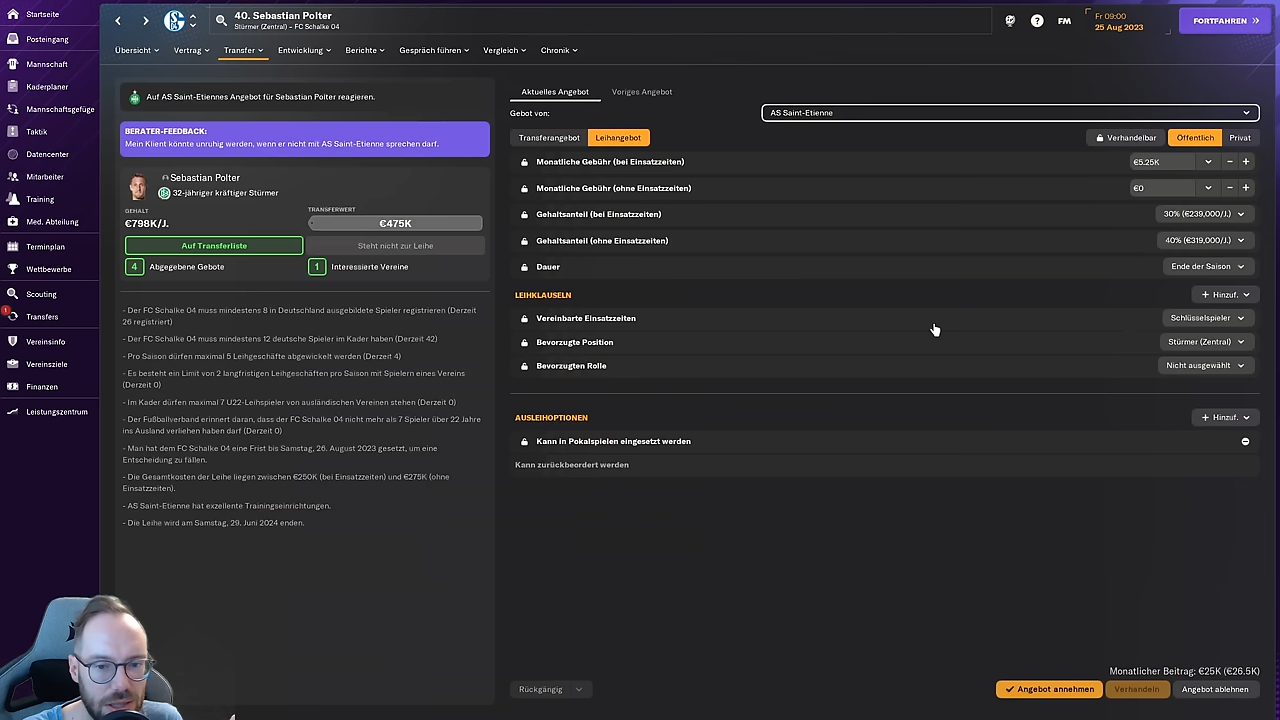 Startseite
Posteingang
Mannschaft
Kaderplaner
Mannschaftsgefüge
Taktik
Datencenter
Mitarbeiter
Training
Med. Abteilung
Terminplan
Wettbewerbe
Scouting
1
Transfers
Vereinsinfo
Vereinsziele
Finanzen
Leistungszentrum
40. Sebastian Polter
Stürmer (Zentral) – FC Schalke 04
?
FM
Fr 09:00
25 Aug 2023
FORTFAHREN
Übersicht
Vertrag
Transfer
Entwicklung
Berichte
Gespräch führen
Vergleich
Chronik
Auf AS Saint-Etiennes Angebot für Sebastian Polter reagieren.
BERATER-FEEDBACK:
Mein Klient könnte unruhig werden, wenn er nicht mit AS Saint-Etienne sprechen darf.
Sebastian Polter
32-jähriger kräftiger Stürmer
GEHALT
€798K/J.
TRANSFERWERT
€475K
Auf Transferliste
Steht nicht zur Leihe
4 Abgegebene Gebote
1 Interessierte Vereine
- Der FC Schalke 04 muss mindestens 8 in Deutschland ausgebildete Spieler registrieren (Derzeit
26 registriert)
- Der FC Schalke 04 muss mindestens 12 deutsche Spieler im Kader haben (Derzeit 42)
- Pro Saison dürfen maximal 5 Leihgeschäfte abgewickelt werden (Derzeit 4)
- Es besteht ein Limit von 2 langfristigen Leihgeschäften pro Saison mit Spielern eines Vereins
(Derzeit 0)
- Im Kader dürfen maximal 7 U22-Leihspieler von ausländischen Vereinen stehen (Derzeit 0)
- Der Fußballverband erinnert daran, dass der FC Schalke 04 nicht mehr als 7 Spieler über 22 Jahre
ins Ausland verliehen haben darf (Derzeit 0)
- Man hat dem FC Schalke 04 eine Frist bis Samstag, 26. August 2023 gesetzt, um eine
Entscheidung zu fällen.
- Die Gesamtkosten der Leihe liegen zwischen €250K (bei Einsatzzeiten) und €275K (ohne
Einsatzzeiten).
- AS Saint-Etienne hat exzellente Trainingseinrichtungen.
- Die Leihe wird am Samstag, 29. Juni 2024 enden.
Aktuelles Angebot
Voriges Angebot
Gebot von:
AS Saint-Etienne
Transferangebot
Leihangebot
Verhandelbar
Öffentlich
Privat
Monatliche Gebühr (bei Einsatzzeiten)
€5.25K
Monatliche Gebühr (ohne Einsatzzeiten)
€0
Gehaltsanteil (bei Einsatzzeiten)
30% (€239,000/J.)
Gehaltsanteil (ohne Einsatzzeiten)
40% (€319,000/J.)
Dauer
Ende der Saison
LEIHKLAUSELN
+ Hinzuf.
Vereinbarte Einsatzzeiten
Schlüsselspieler
Bevorzugte Position
Stürmer (Zentral)
Bevorzugten Rolle
Nicht ausgewählt
AUSLEIHOPTIONEN
+ Hinzuf.
Kann in Pokalspielen eingesetzt werden
Kann zurückbeordert werden
Monatlicher Beitrag: €25K (€26.5K)
Rückgängig
Angebot annehmen
Verhandeln
Angebot ablehnen